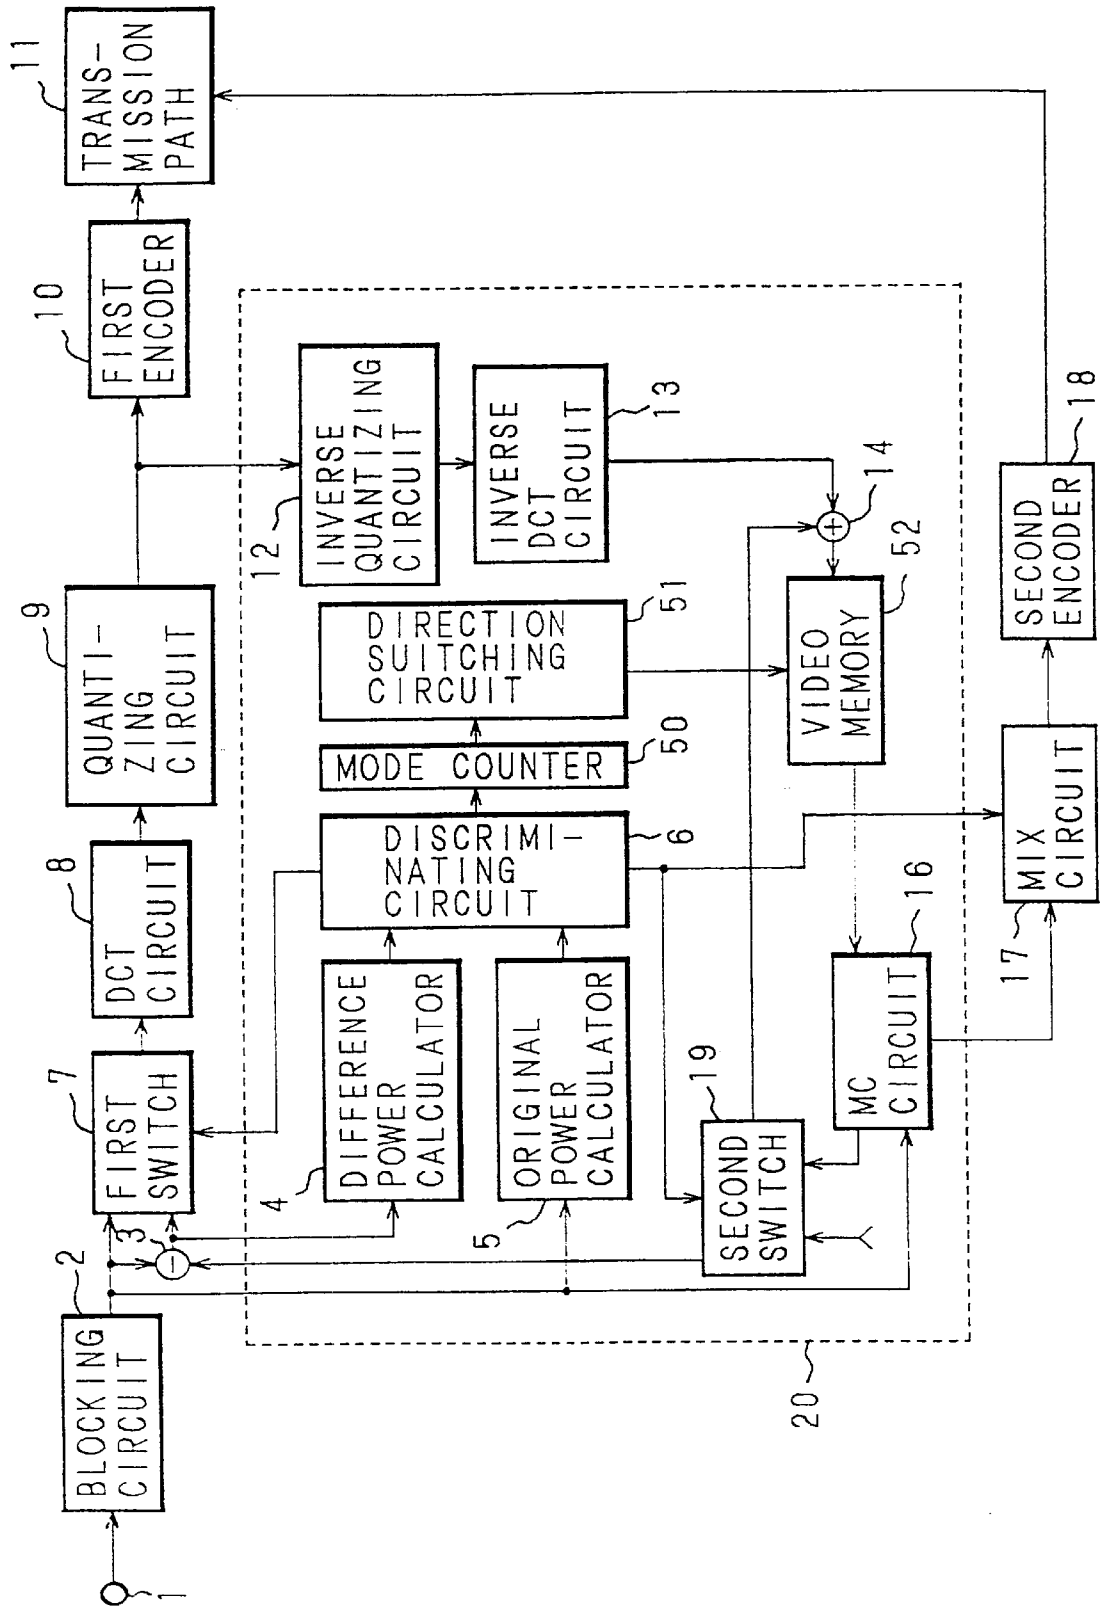 1
2
BLOCKING
CIRCUIT
3
7
FIRST
SWITCH
8
DCT
CIRCUIT
9
QUANTI-
ZING
CIRCUIT
10
FIRST
ENCODER
11
TRANS-
MISSION
PATH
4
DIFFERENCE
POWER
CALCULATOR
5
ORIGINAL
POWER
CALCULATOR
DISCRIMI-
NATING
CIRCUIT
6
MODE COUNTER
50
DIRECTION
SUITCHING
CIRCUIT
51
12
INVERSE
QUANTIZING
CIRCUIT
INVERSE
DCT
CIRCUIT
13
14
19
SECOND
SWITCH
MC
CIRCUIT
16
VIDEO
MEMORY
52
20
17
MIX
CIRCUIT
SECOND
ENCODER
18